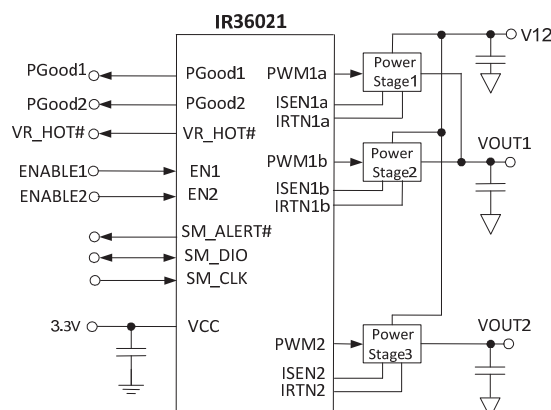 IR36021
PGood1
PGood2
VR_HOT#
ENABLE1
ENABLE2
3.3V
PGood1
PGood2
VR_HOT#
EN1
EN2
SM_ALERT#
SM_DIO
SM_CLK
VCC
PWM1a
ISEN1a
IRTN1a
PWM1b
ISEN1b
IRTN1b
PWM2
ISEN2
IRTN2
Power
Stage1
Power
Stage2
Power
Stage3
V12
VOUT1
VOUT2